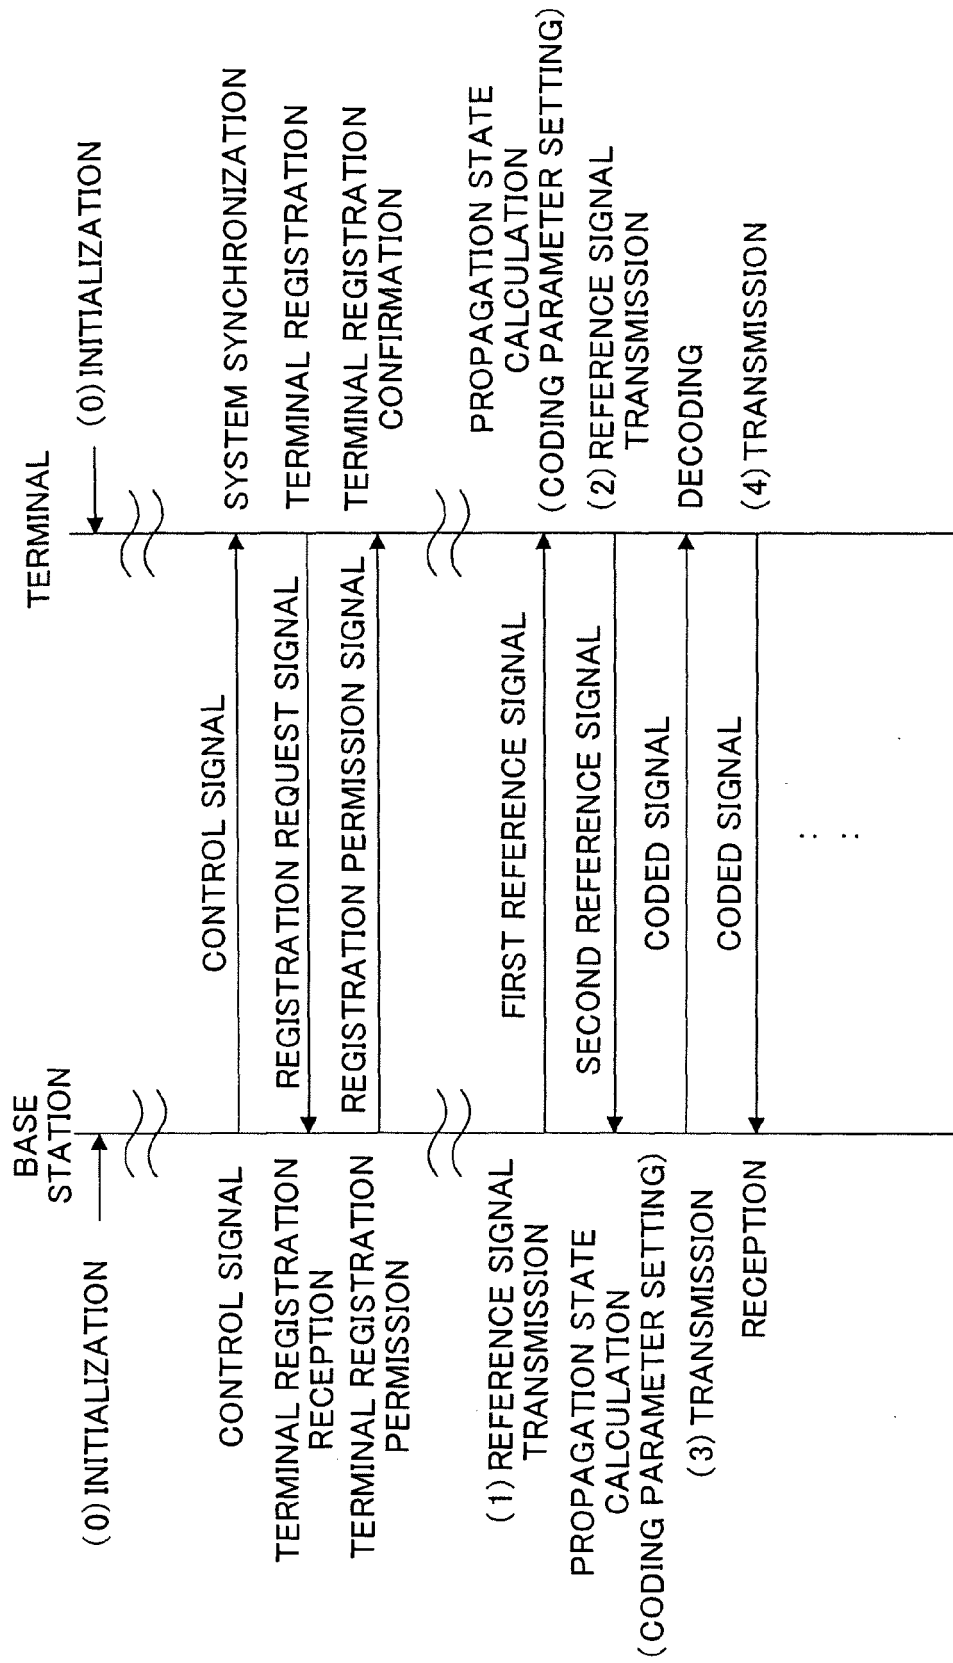 BASE
STATION
TERMINAL
(0) INITIALIZATION
(0) INITIALIZATION
CONTROL SIGNAL
CONTROL SIGNAL
SYSTEM SYNCHRONIZATION
TERMINAL REGISTRATION
RECEPTION
REGISTRATION REQUEST SIGNAL
TERMINAL REGISTRATION
TERMINAL REGISTRATION
PERMISSION
REGISTRATION PERMISSION SIGNAL
TERMINAL REGISTRATION
CONFIRMATION
(1) REFERENCE SIGNAL
TRANSMISSION
FIRST REFERENCE SIGNAL
PROPAGATION STATE
CALCULATION
(CODING PARAMETER SETTING)
PROPAGATION STATE
CALCULATION
(CODING PARAMETER SETTING)
SECOND REFERENCE SIGNAL
(2) REFERENCE SIGNAL
TRANSMISSION
(3) TRANSMISSION
CODED SIGNAL
DECODING
RECEPTION
CODED SIGNAL
(4) TRANSMISSION